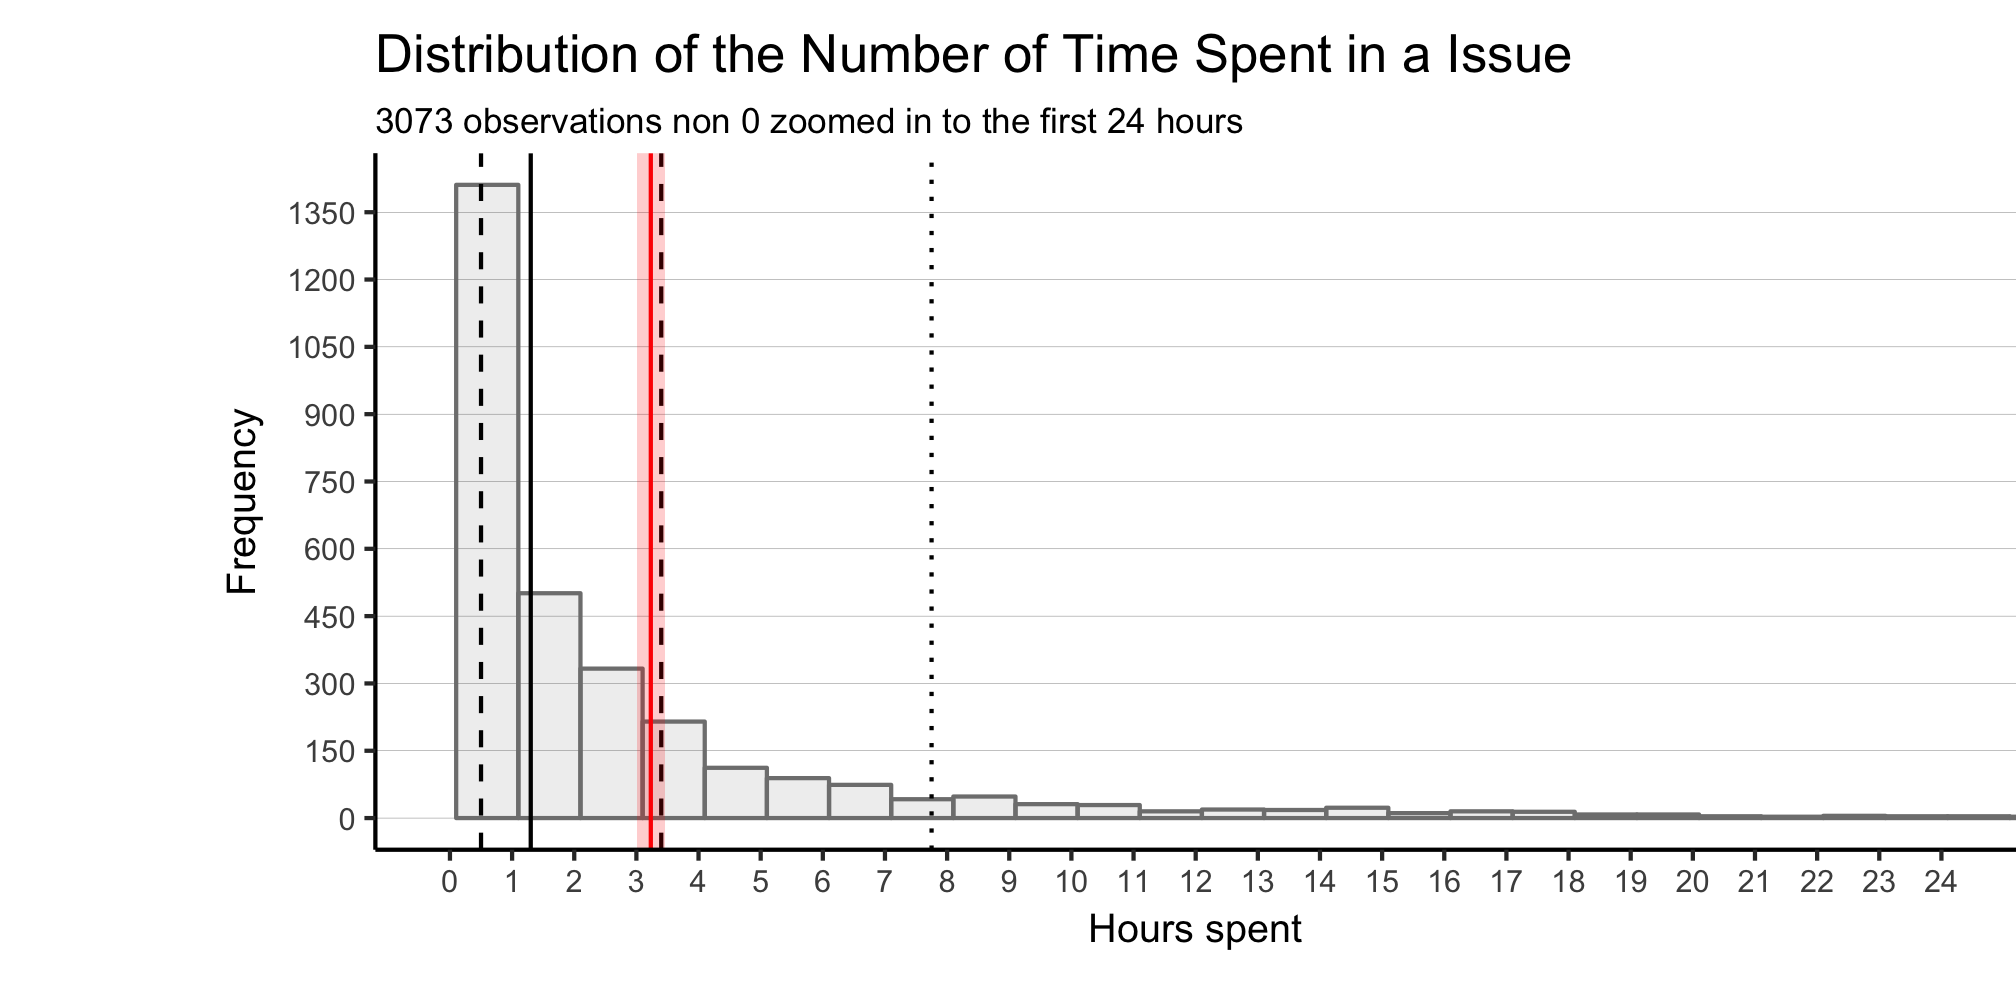 Distribution of the Number of Time Spent in a Issue
3073 observations non 0 zoomed in to the first 24 hours
1350
1200
1050
900
750
600
450
300
150
0
Frequency
0 1 2 3 4 5 6 7 8 9 10 11 12 13 14 15 16 17 18 19 20 21 22 23 24
Hours spent